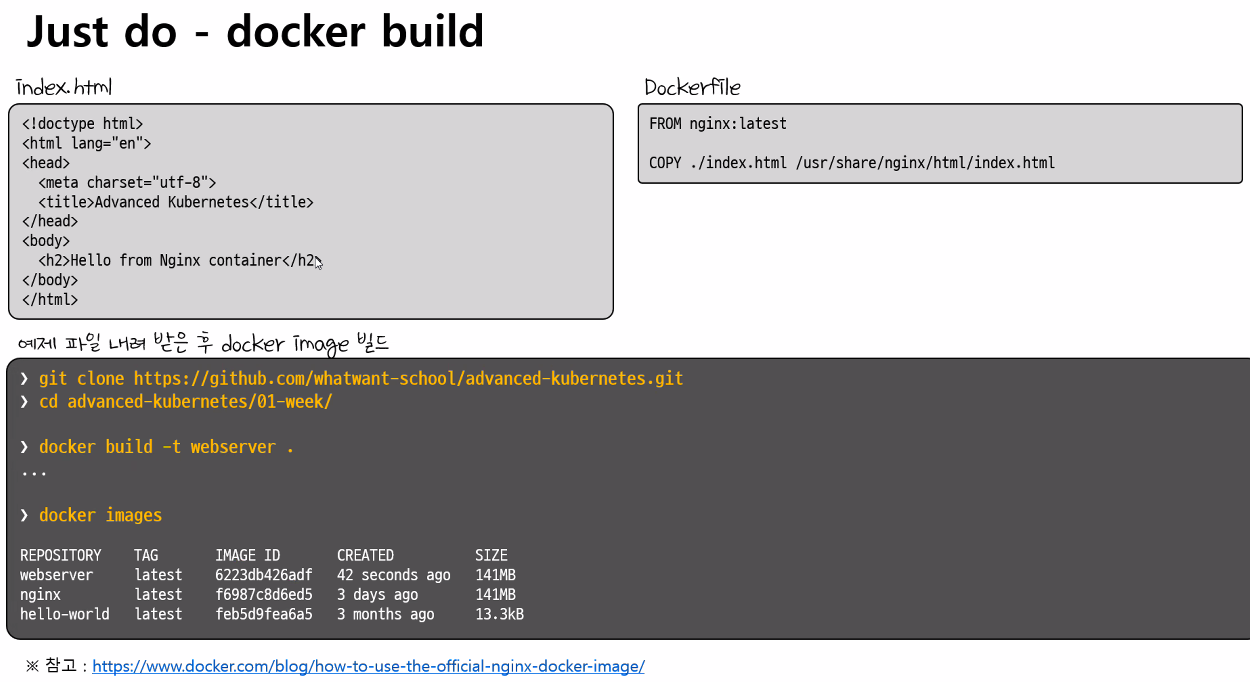 Just do - docker build
index.html
<!doctype html>
<html lang="en">
<head>
  <meta charset="utf-8">
  <title>Advanced Kubernetes</title>
</head>
<body>
  <h2>Hello from Nginx container</h2>
</body>
</html>
Dockerfile
FROM nginx:latest
COPY ./index.html /usr/share/nginx/html/index.html
예제 파일 내려 받은 후 docker image 빌드
❯ git clone https://github.com/whatwant-school/advanced-kubernetes.git
❯ cd advanced-kubernetes/01-week/
❯ docker build -t webserver .
...
❯ docker images
REPOSITORY    TAG       IMAGE ID       CREATED          SIZE
webserver     latest    6223db426adf   42 seconds ago   141MB
nginx         latest    f6987c8d6ed5   3 days ago       141MB
hello-world   latest    feb5d9fea6a5   3 months ago     13.3kB
※ 참고 : https://www.docker.com/blog/how-to-use-the-official-nginx-docker-image/